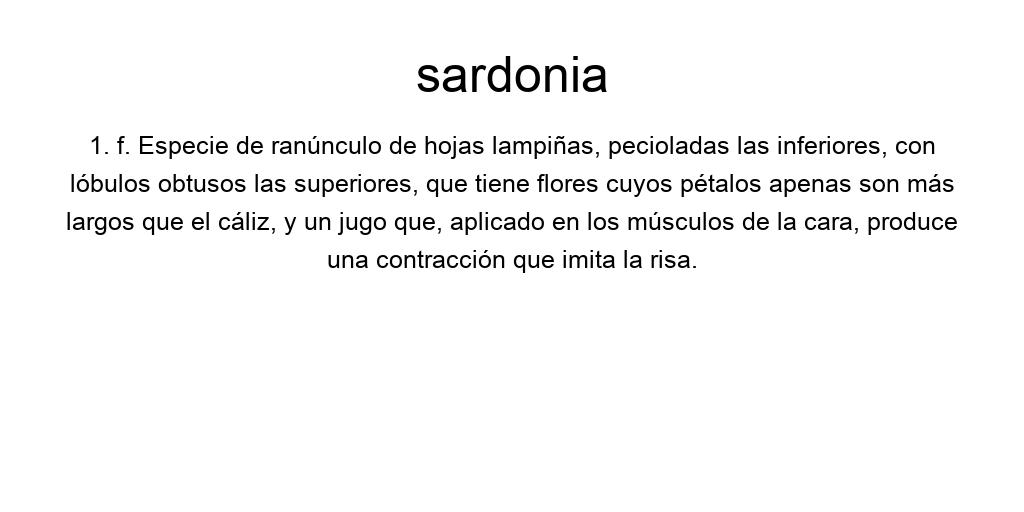 sardonia
1. f. Especie de ranúnculo de hojas lampiñas, pecioladas las inferiores, con
lóbulos obtusos las superiores, que tiene flores cuyos pétalos apenas son más
largos que el cáliz, y un jugo que, aplicado en los músculos de la cara, produce
una contracción que imita la risa.